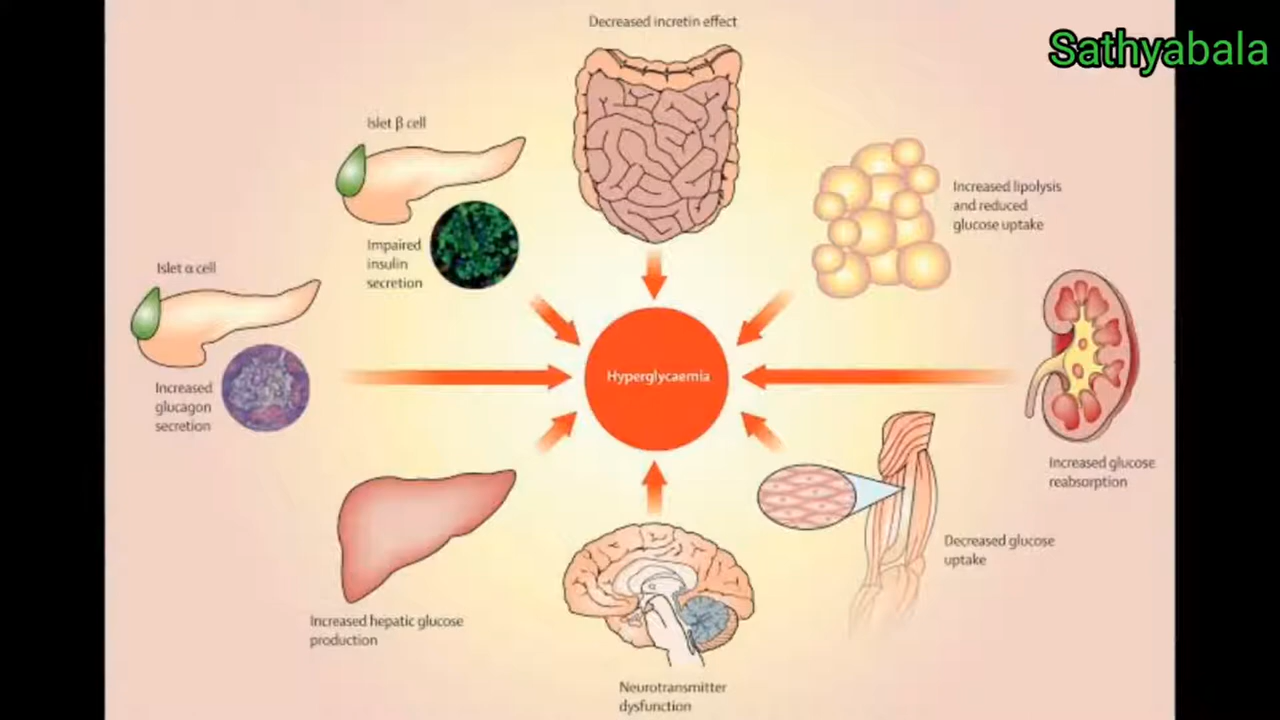 Decreased incretin effect
Sathyabala
Islet β cell
Impaired
insulin
secretion
Increased lipolysis
and reduced
glucose uptake
Islet α cell
Increased
glucagon
secretion
Hyperglycaemia
Increased glucose
reabsorption
Decreased glucose
uptake
Increased hepatic glucose
production
Neurotransmitter
dysfunction